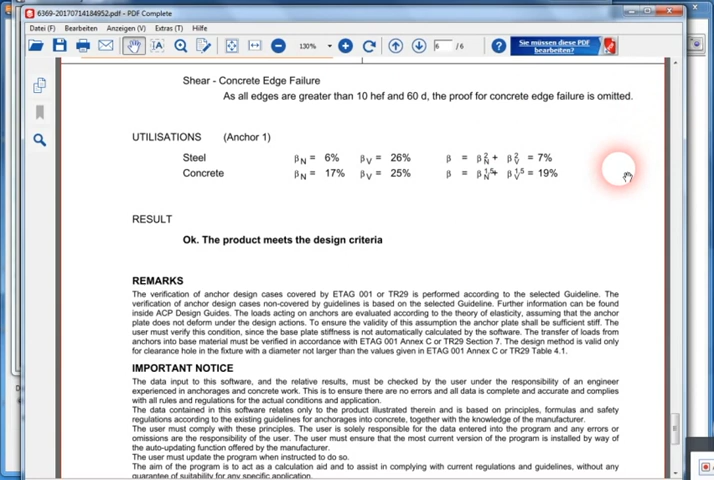 6369-20170714184952.pdf - PDF Complete
Datei (F) Bearbeiten Anzeigen (V) Extras (T) Hilfe
130% 6 / 6 Sie müssen diese PDF bearbeiten?
Shear - Concrete Edge Failure
As all edges are greater than 10 hef and 60 d, the proof for concrete edge failure is omitted.
UTILISATIONS (Anchor 1)
Steel βN = 6% βV = 26% β = βN2 + βV2 = 7%
Concrete βN = 17% βV = 25% β = βN1.5+ βV1.5 = 19%
RESULT
Ok. The product meets the design criteria
REMARKS
The verification of anchor design cases covered by ETAG 001 or TR29 is performed according to the selected Guideline. The
verification of anchor design cases non-covered by guidelines is based on the selected Guideline. Further information can be found
inside ACP Design Guides. The loads acting on anchors are evaluated according to the theory of elasticity, assuming that the anchor
plate does not deform under the design actions. To ensure the validity of this assumption the anchor plate shall be sufficient stiff. The
user must verify this condition, since the base plate stiffness is not automatically calculated by the software. The transfer of loads from
anchors into base material must be verified in accordance with ETAG 001 Annex C or TR29 Section 7. The design method is valid only
for clearance hole in the fixture with a diameter not larger than the values given in ETAG 001 Annex C or TR29 Table 4.1.
IMPORTANT NOTICE
The data input to this software, and the relative results, must be checked by the user under the responsibility of an engineer
experienced in anchorages and concrete work. This is to ensure there are no errors and all data is complete and accurate and complies
with all rules and regulations for the actual conditions and application.
The data contained in this software relates only to the product illustrated therein and is based on principles, formulas and safety
regulations according to the existing guidelines for anchorages into concrete, together with the knowledge of the manufacturer.
The user must comply with these principles. The user is solely responsible for the data entered into the program and any errors or
omissions are the responsibility of the user. The user must ensure that the most current version of the program is installed by way of
the auto-updating function offered by the manufacturer.
The user must update the program when instructed to do so.
The aim of the program is to act as a calculation aid and to assist in complying with current regulations and guidelines, without any
guarantee of suitability for any specific application.